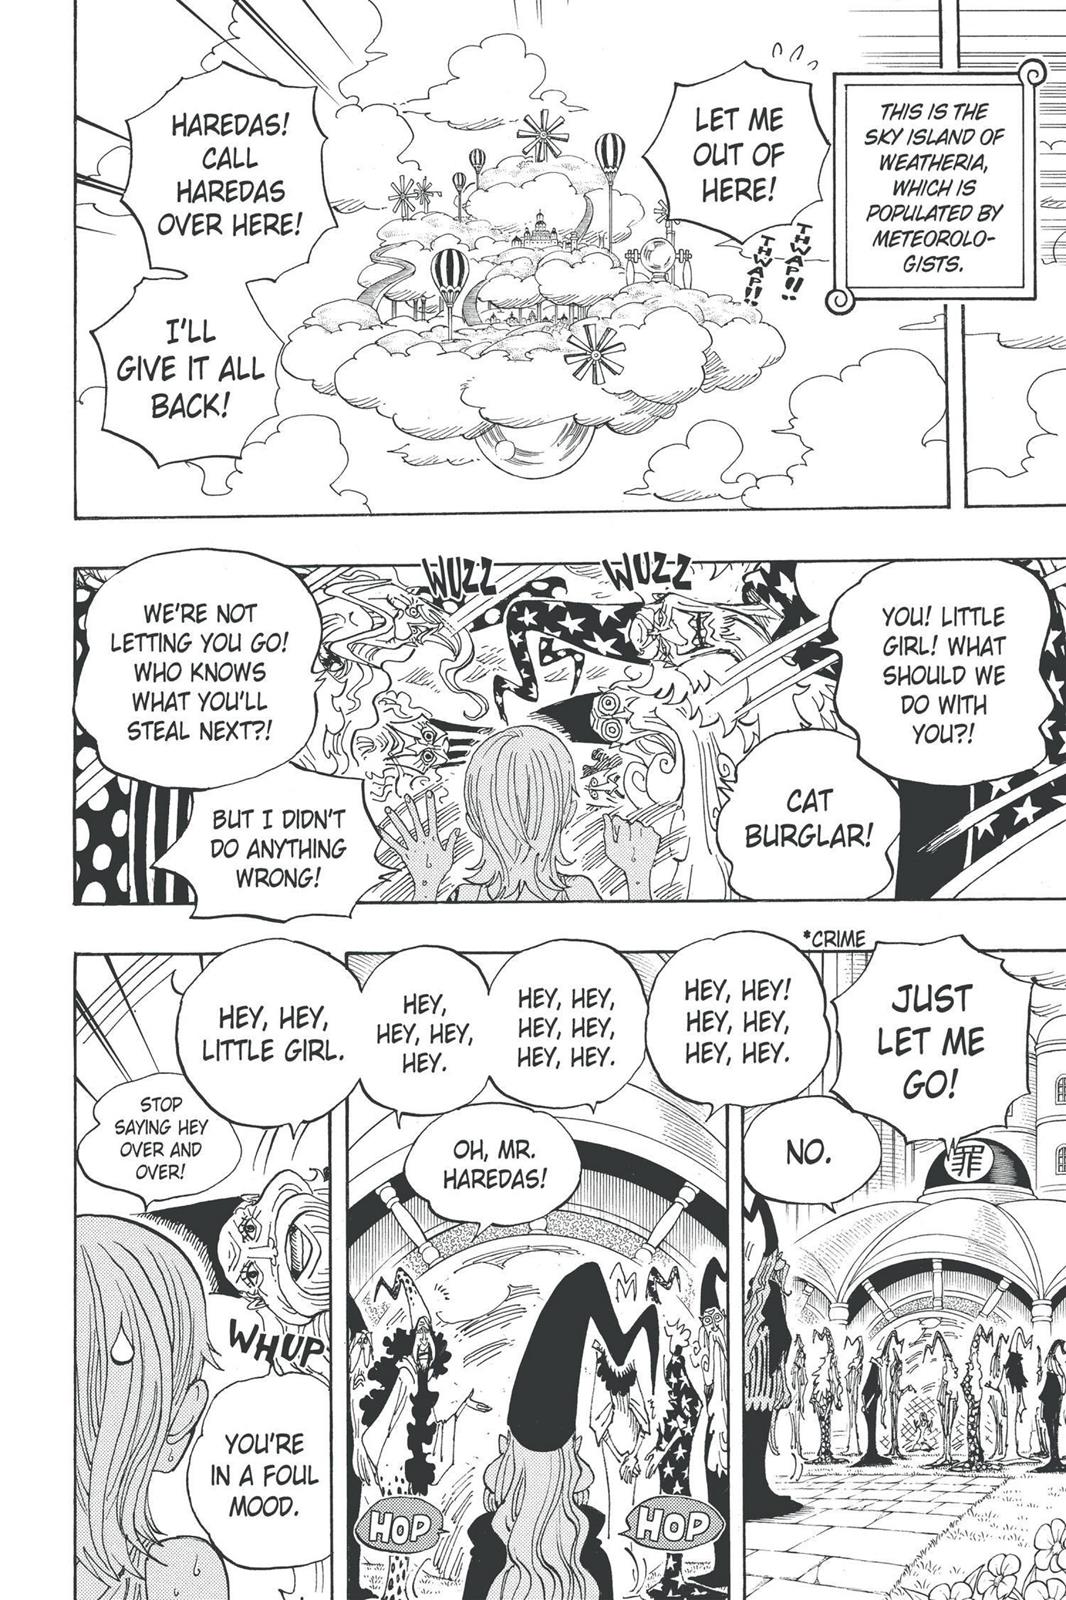 THIS IS THE
SKY ISLAND OF
WEATHERIA,
WHICH IS
POPULATED BY
METEOROLO-
GISTS.
LET ME
OUT OF
HERE!
THWAP!!
THWAP!!
HAREDAS!
CALL
HAREDAS
OVER HERE!
I'LL
GIVE IT ALL
BACK!
YOU! LITTLE
GIRL! WHAT
SHOULD WE
DO WITH
YOU?!
CAT
BURGLAR!
WUZZ
WUZZ
WE'RE NOT
LETTING YOU GO!
WHO KNOWS
WHAT YOU'LL
STEAL NEXT?!
BUT I DIDN'T
DO ANYTHING
WRONG!
*CRIME
JUST
LET ME
GO!
罪
NO.
HEY, HEY!
HEY, HEY,
HEY, HEY.
HEY, HEY,
HEY, HEY,
HEY, HEY.
OH, MR.
HAREDAS!
HOP
HOP
HEY,
HEY, HEY,
HEY.
HEY, HEY,
LITTLE GIRL.
STOP
SAYING HEY
OVER AND
OVER!
WHUP
YOU'RE
IN A FOUL
MOOD.